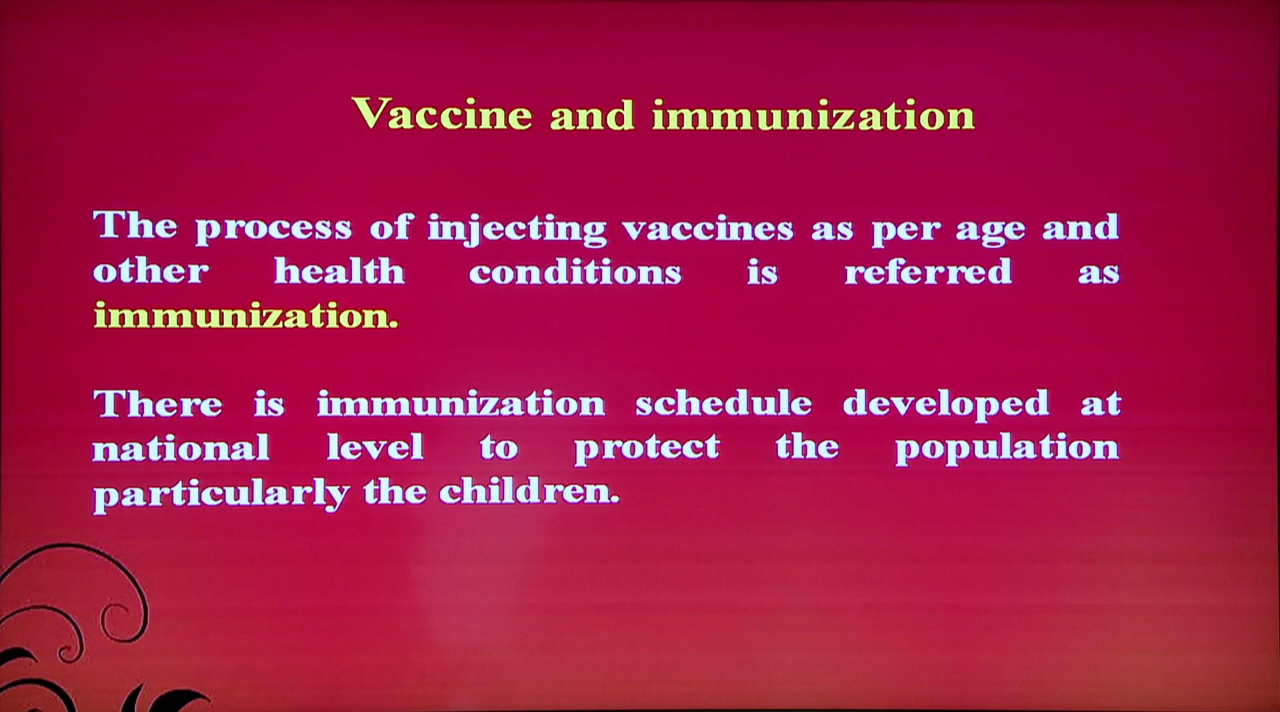 Vaccine and immunization
The process of injecting vaccines as per age and
other health conditions is referred as
immunization.
There is immunization schedule developed at
national level to protect the population
particularly the children.